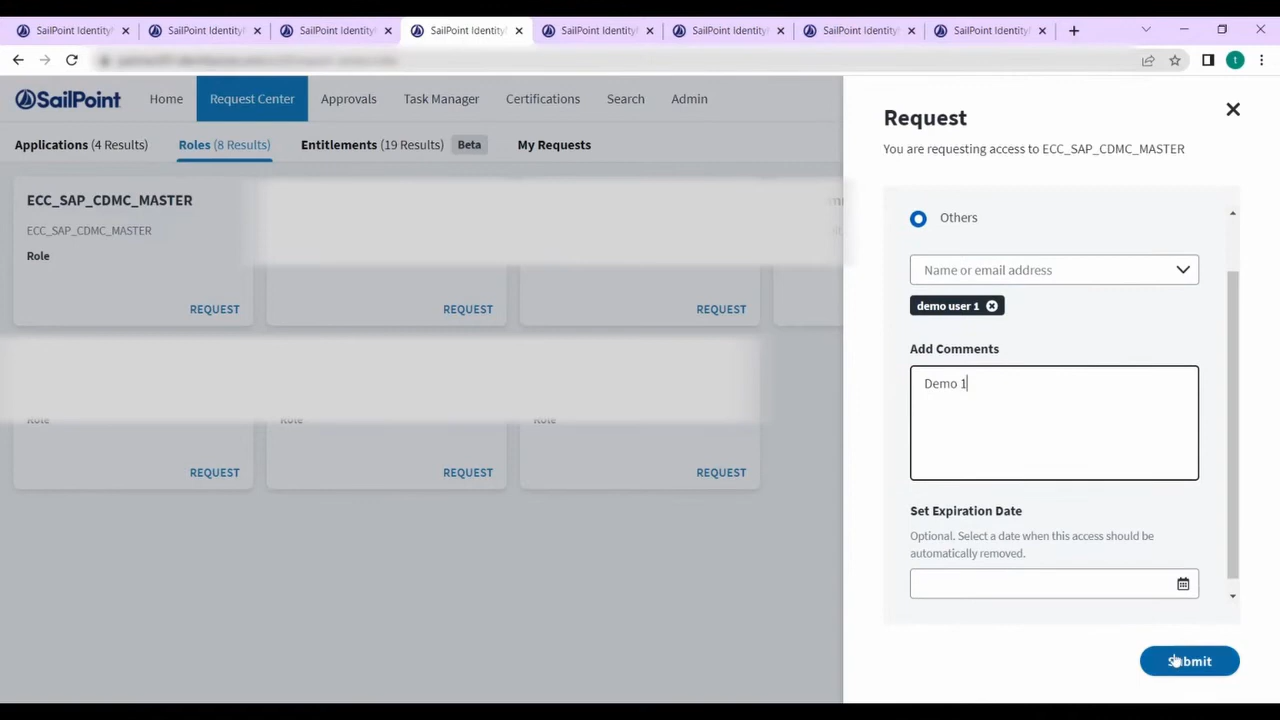 SailPoint Identity
SailPoint Identity
SailPoint Identity
SailPoint Identity
SailPoint Identity
SailPoint Identity
SailPoint Identity
SailPoint Identity
t
SailPoint
Home
Request Center
Approvals
Task Manager
Certifications
Search
Admin
Applications (4 Results)
Roles (8 Results)
Entitlements (19 Results)
Beta
My Requests
ECC_SAP_CDMC_MASTER
ECC_SAP_CDMC_MASTER
Role
REQUEST
REQUEST
REQUEST
Role
Role
Role
REQUEST
REQUEST
REQUEST
Request
You are requesting access to ECC_SAP_CDMC_MASTER
Others
Name or email address
demo user 1
Add Comments
Demo 1
Set Expiration Date
Optional. Select a date when this access should be
automatically removed.
Submit